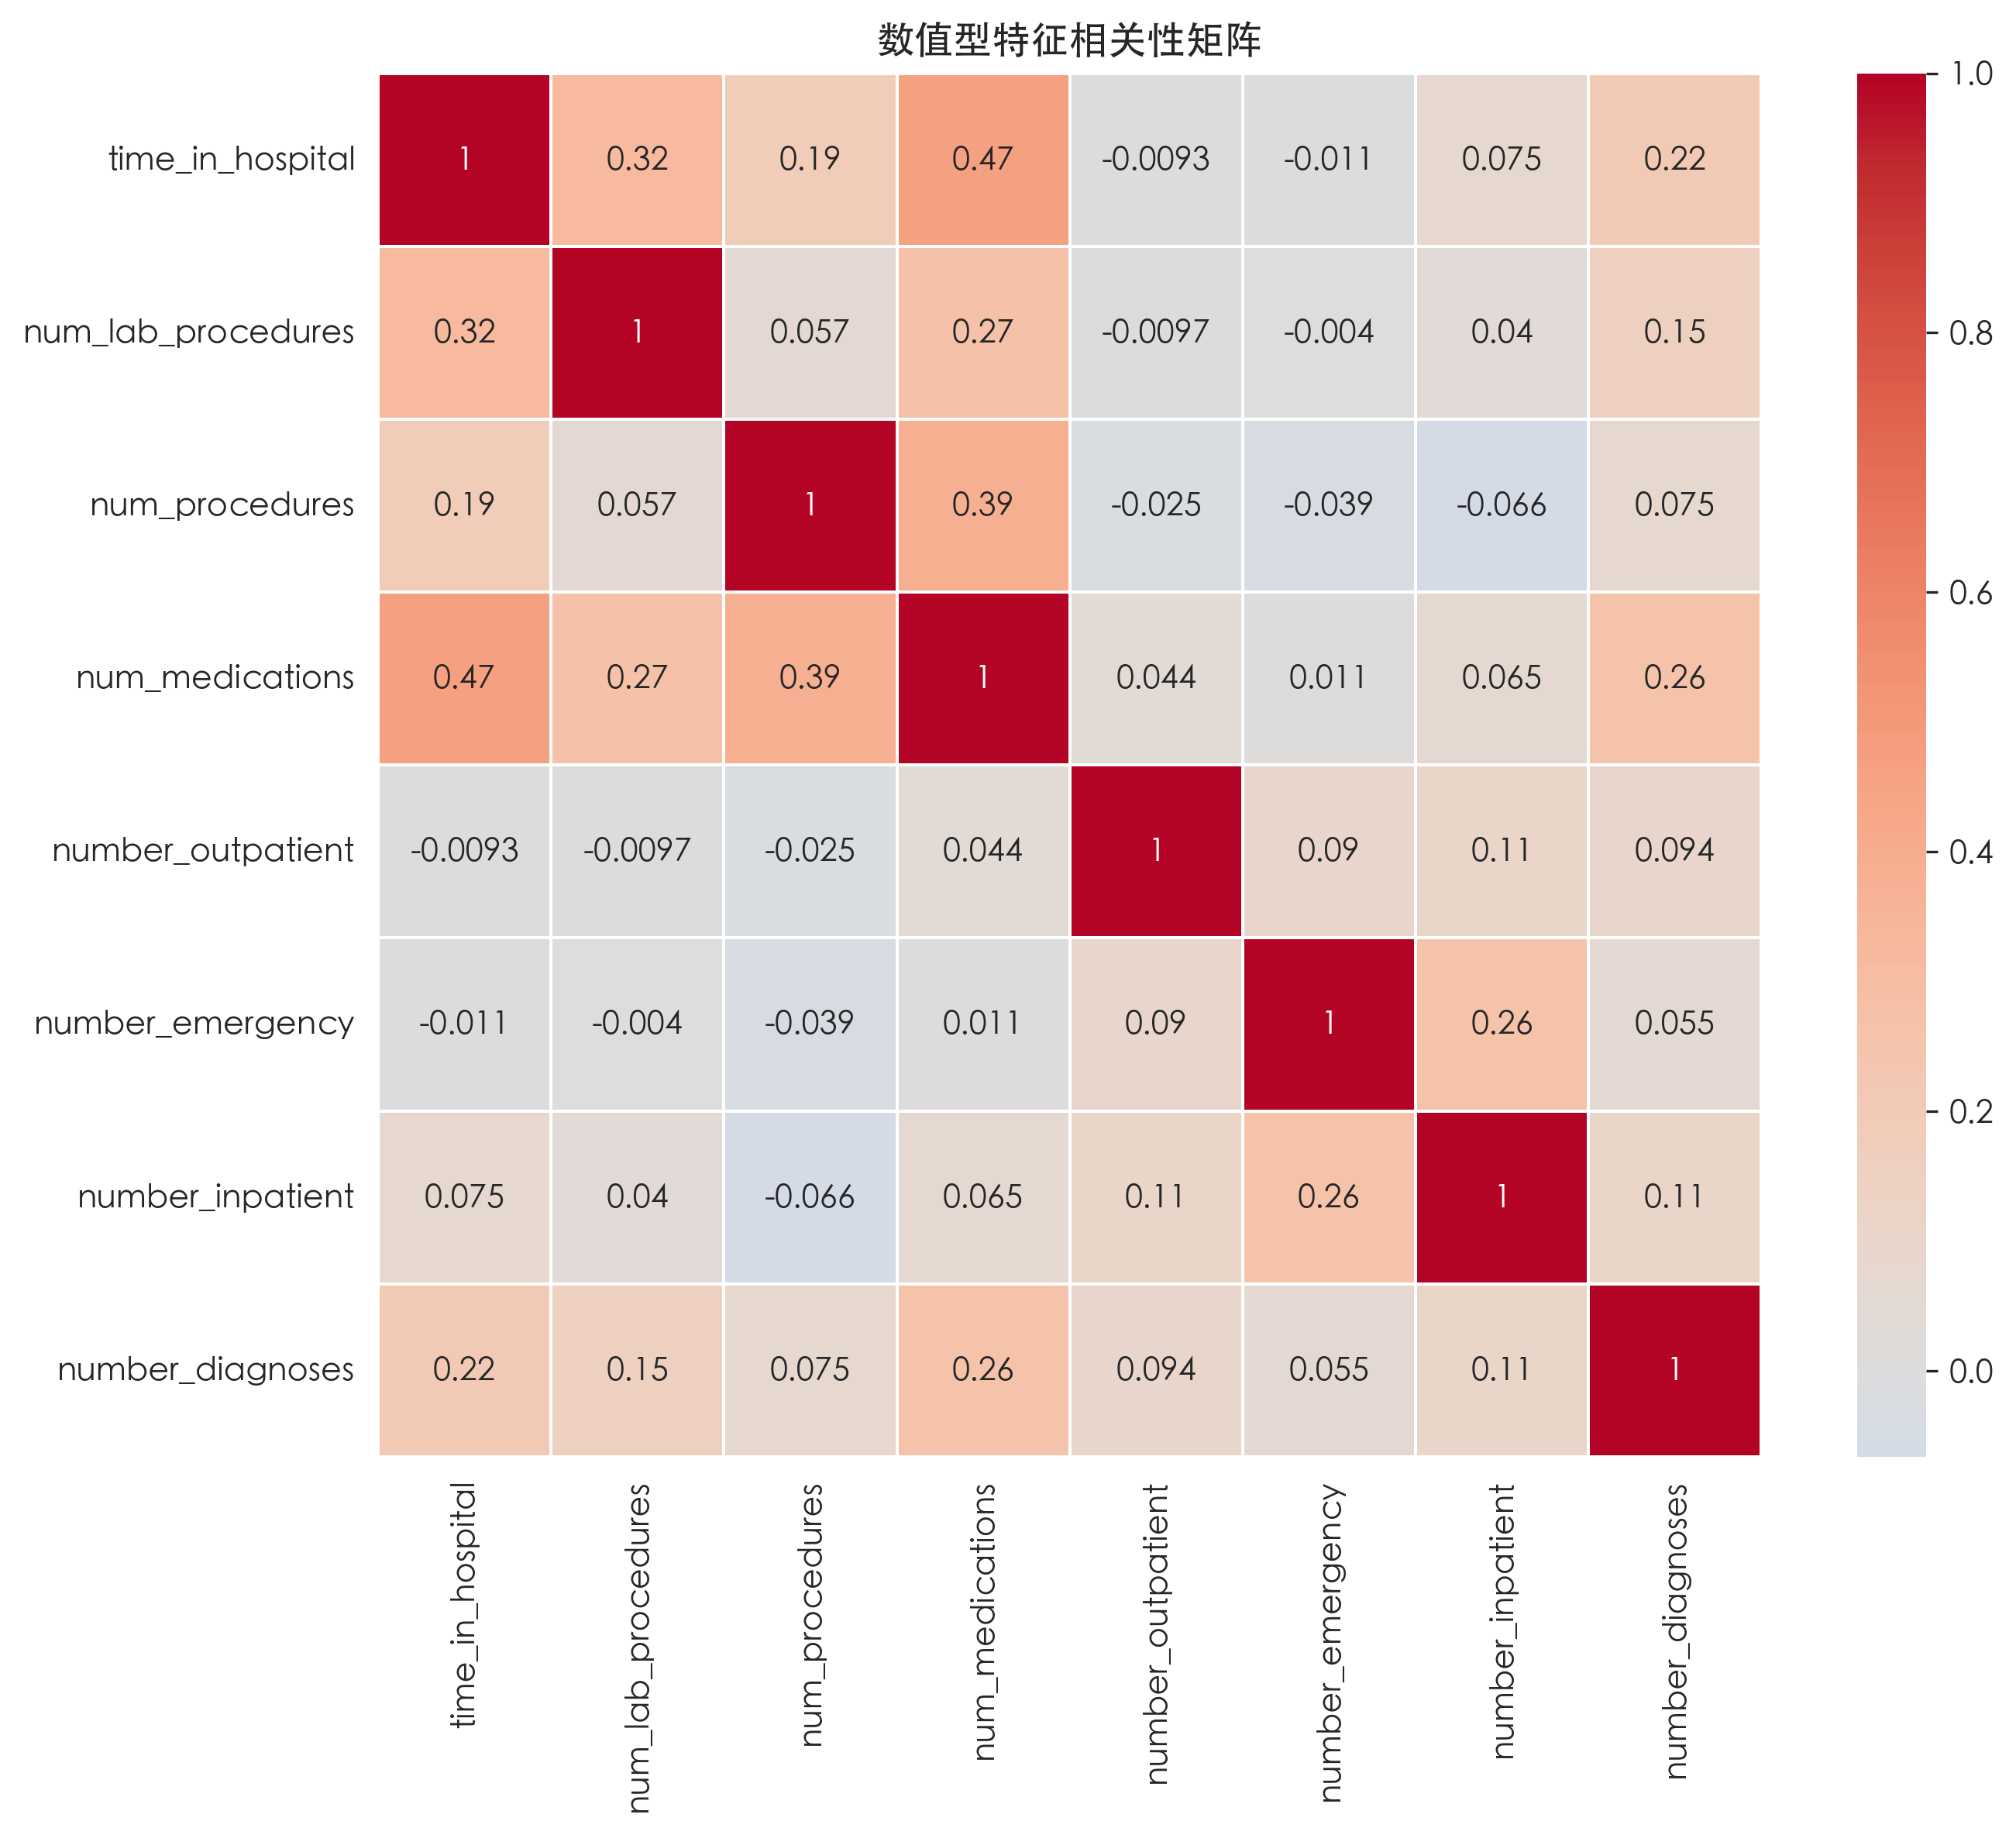 数值型特征相关性矩阵
time_in_hospital 1 0.32 0.19 0.47 -0.0093 -0.011 0.075 0.22
num_lab_procedures 0.32 1 0.057 0.27 -0.0097 -0.004 0.04 0.15
num_procedures 0.19 0.057 1 0.39 -0.025 -0.039 -0.066 0.075
num_medications 0.47 0.27 0.39 1 0.044 0.011 0.065 0.26
number_outpatient -0.0093 -0.0097 -0.025 0.044 1 0.09 0.11 0.094
number_emergency -0.011 -0.004 -0.039 0.011 0.09 1 0.26 0.055
number_inpatient 0.075 0.04 -0.066 0.065 0.11 0.26 1 0.11
number_diagnoses 0.22 0.15 0.075 0.26 0.094 0.055 0.11 1
time_in_hospital
num_lab_procedures
num_procedures
num_medications
number_outpatient
number_emergency
number_inpatient
number_diagnoses
1.0
0.8
0.6
0.4
0.2
0.0